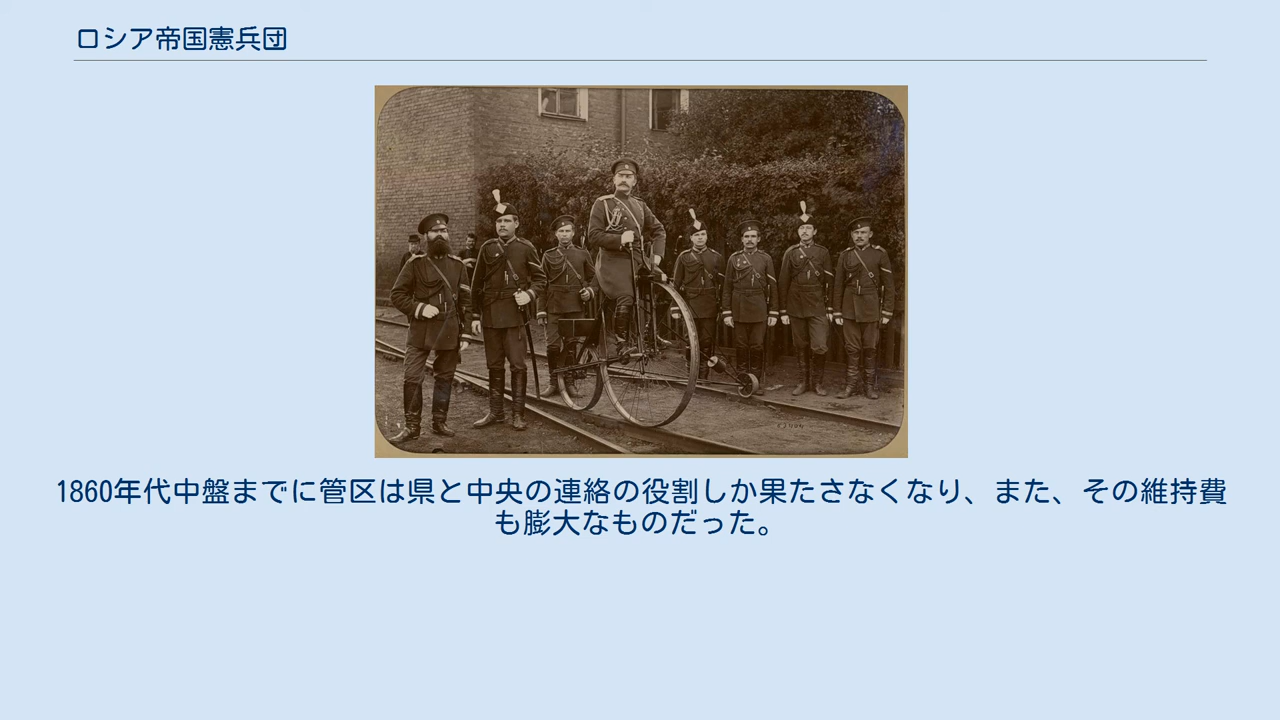 ロシア帝国憲兵団
1860年代中盤までに管区は県と中央の連絡の役割しか果たさなくなり、また、その維持費
も膨大なものだった。